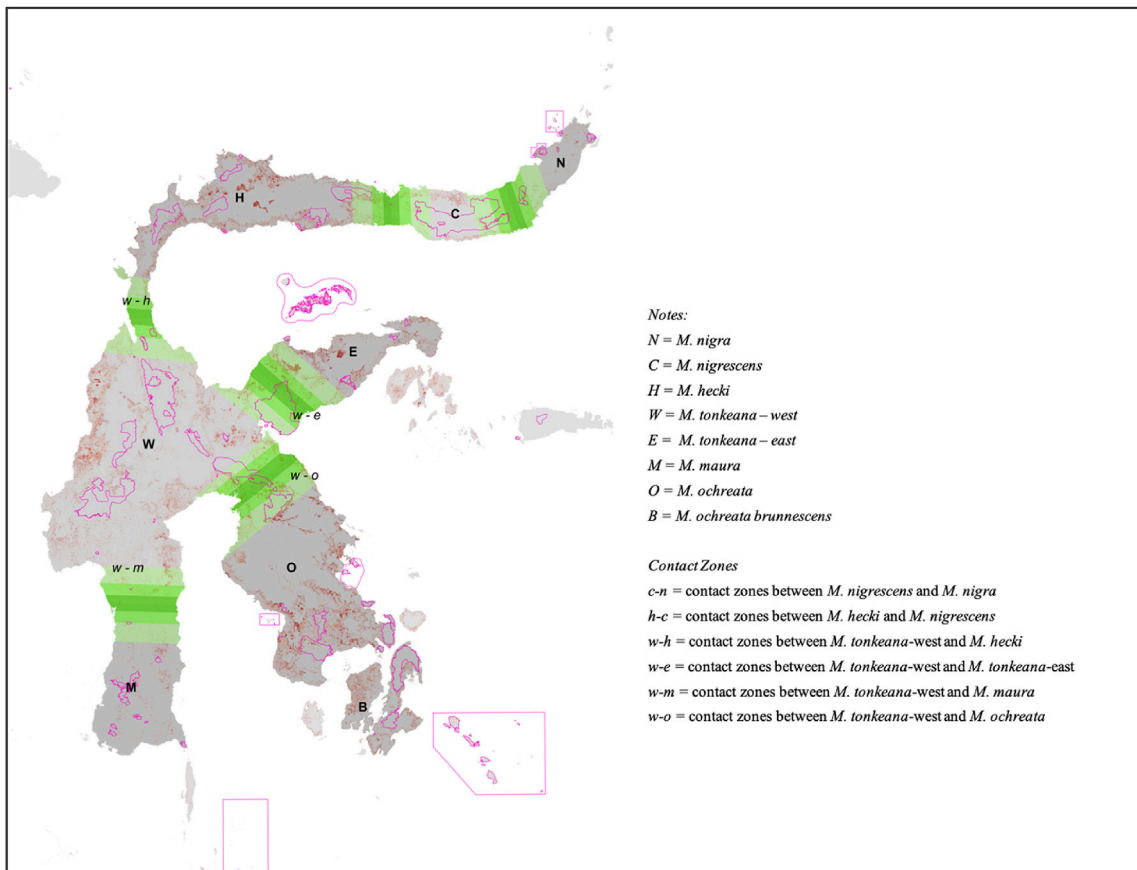 N
H
C
w - h
E
w - e
W
w - o
w - m
O
M
B
Notes:
N = M. nigra
C = M. nigrescens
H = M. hecki
W = M. tonkeana – west
E = M. tonkeana – east
M = M. maura
O = M. ochreata
B = M. ochreata brunnescens
Contact Zones
c-n = contact zones between M. nigrescens and M. nigra
h-c = contact zones between M. hecki and M. nigrescens
w-h = contact zones between M. tonkeana-west and M. hecki
w-e = contact zones between M. tonkeana-west and M. tonkeana-east
w-m = contact zones between M. tonkeana-west and M. maura
w-o = contact zones between M. tonkeana-west and M. ochreata